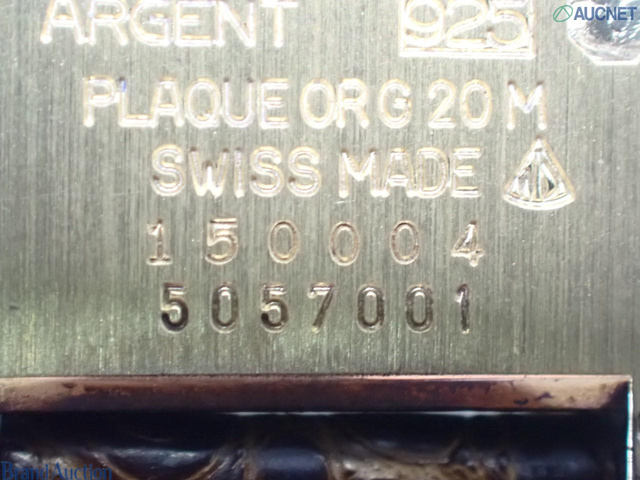 AUCNET
ARGENT 925
PLAQUE OR G 20 M
SWISS MADE
150004
5057001
Brand Auction